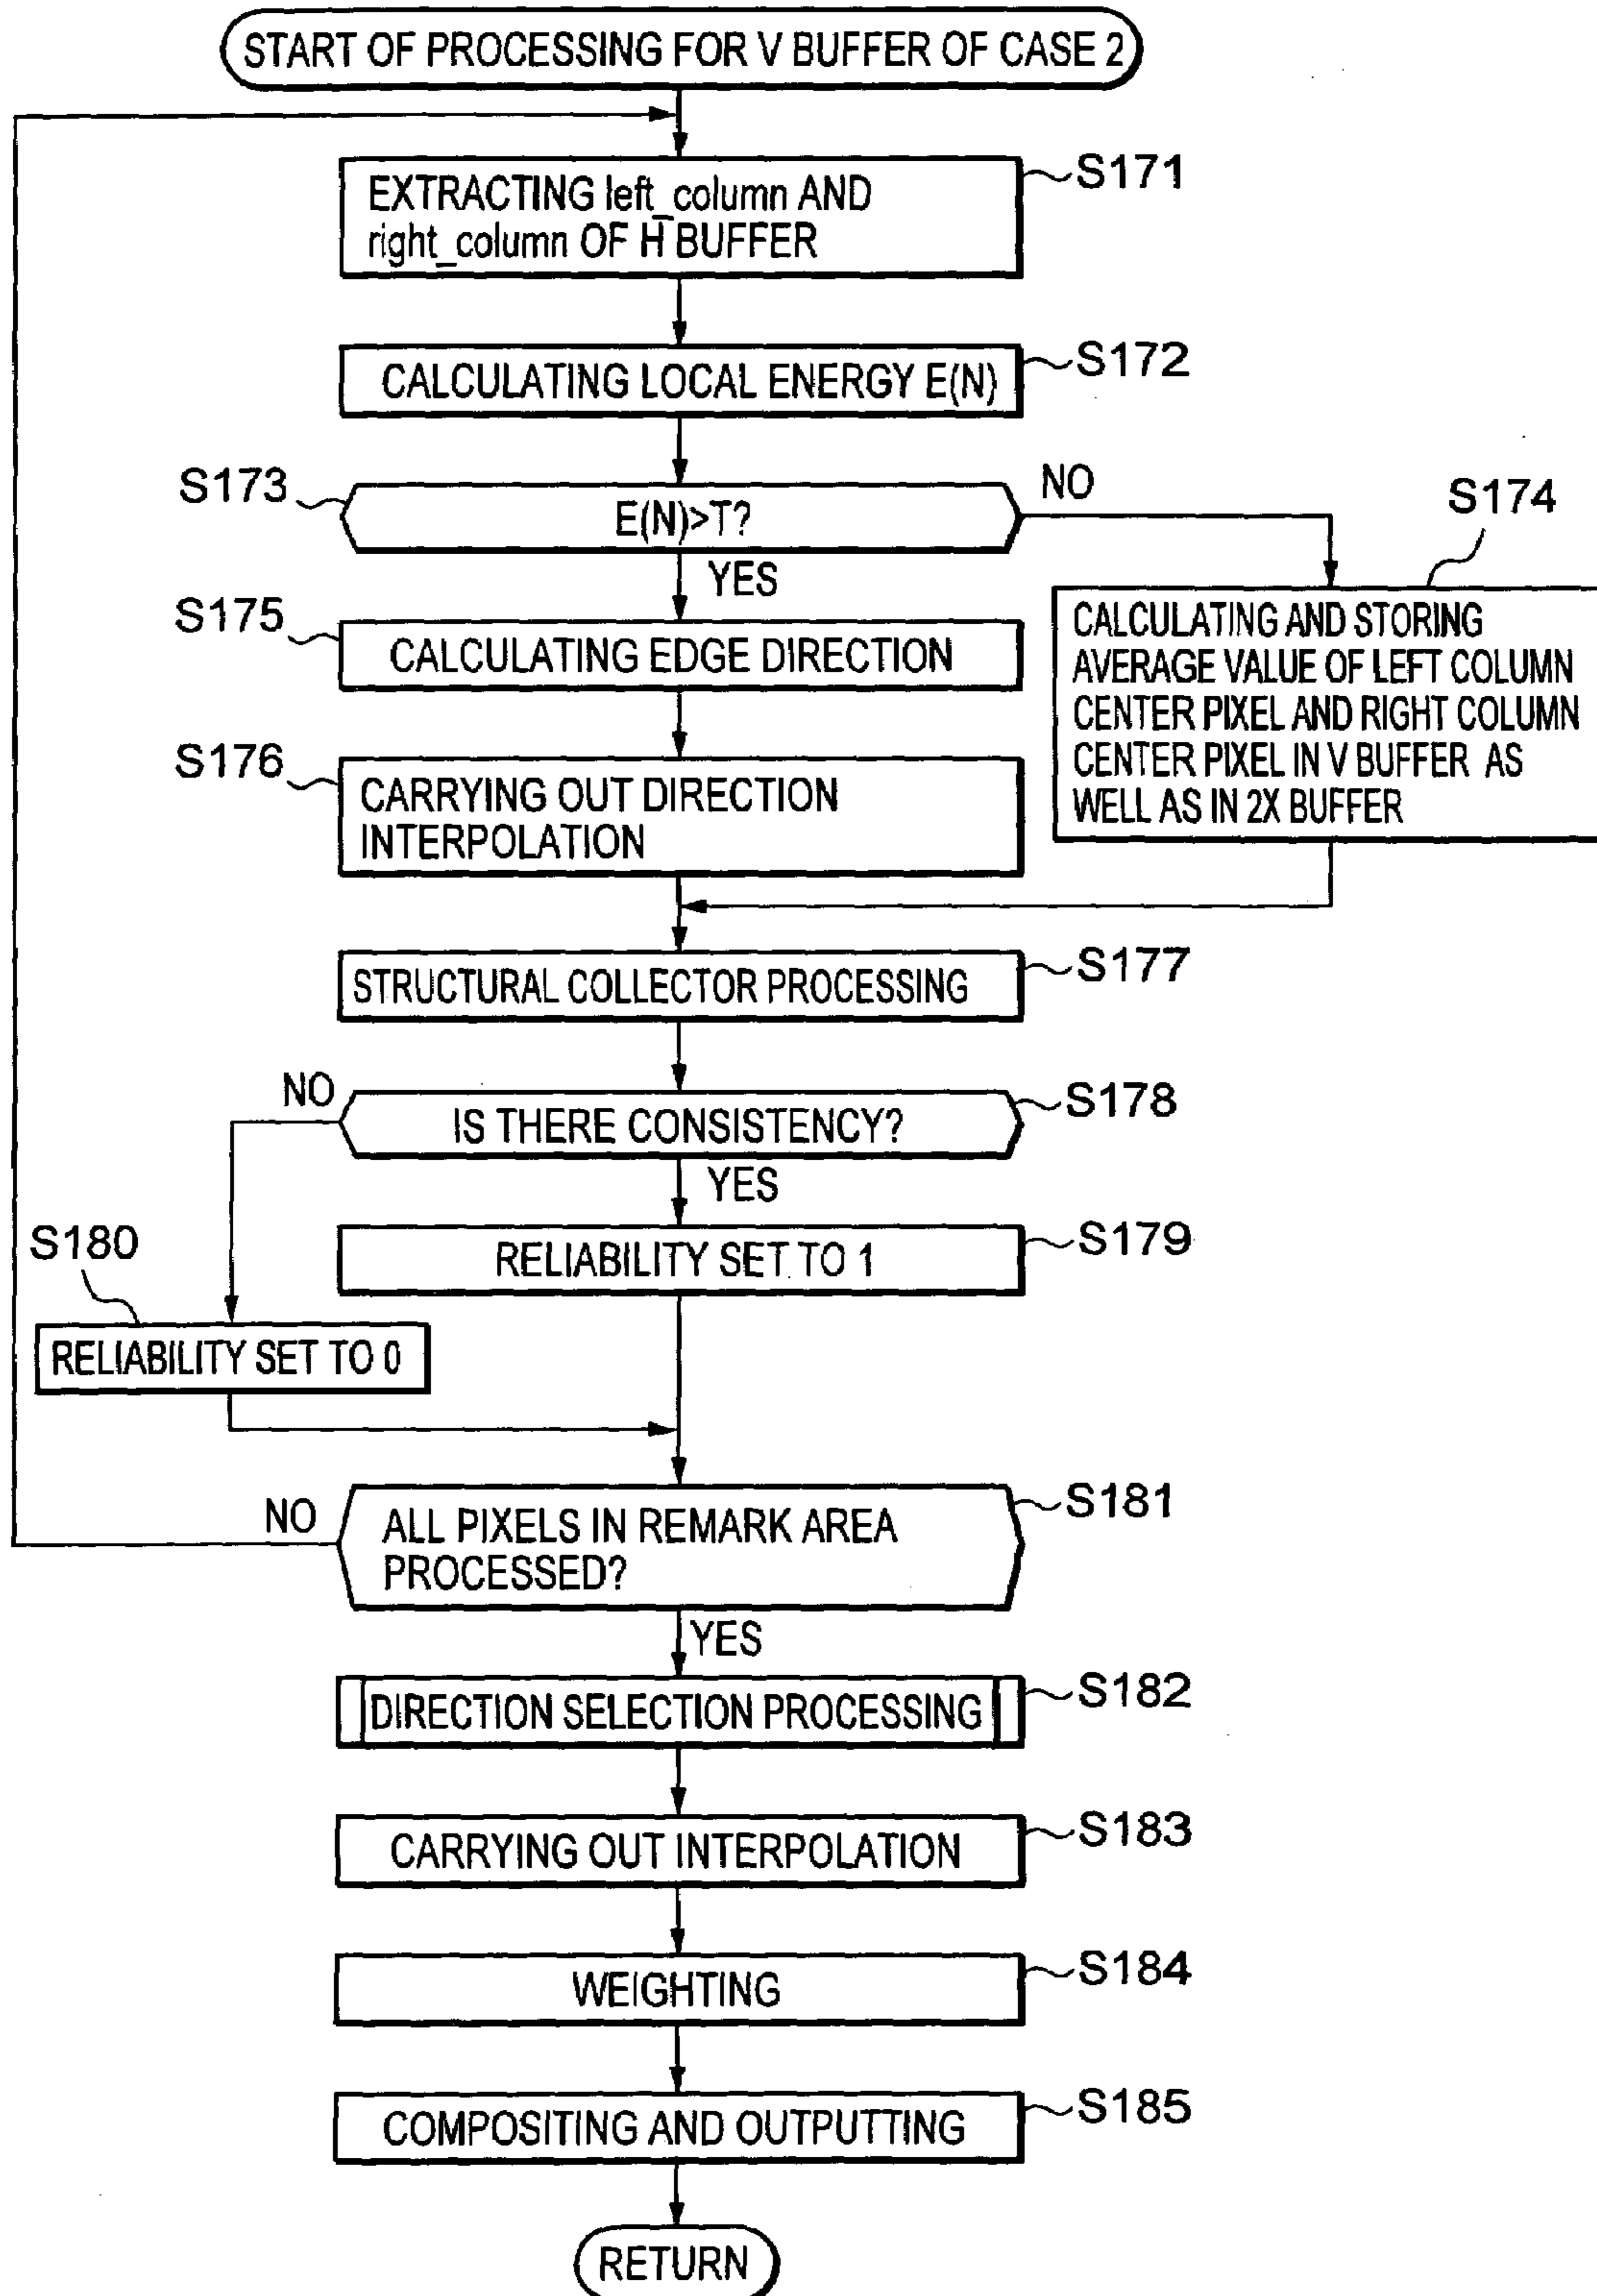 START OF PROCESSING FOR V BUFFER OF CASE 2
S171
EXTRACTING left_column AND
right_column OF H BUFFER
S172
CALCULATING LOCAL ENERGY E(N)
S173
E(N)>T?
NO
YES
S174
CALCULATING AND STORING
AVERAGE VALUE OF LEFT COLUMN
CENTER PIXEL AND RIGHT COLUMN
CENTER PIXEL IN V BUFFER AS
WELL AS IN 2X BUFFER
S175
CALCULATING EDGE DIRECTION
S176
CARRYING OUT DIRECTION
INTERPOLATION
S177
STRUCTURAL COLLECTOR PROCESSING
S178
NO
IS THERE CONSISTENCY?
YES
S179
RELIABILITY SET TO 1
S180
RELIABILITY SET TO 0
S181
NO
ALL PIXELS IN REMARK AREA
PROCESSED?
YES
S182
DIRECTION SELECTION PROCESSING
S183
CARRYING OUT INTERPOLATION
S184
WEIGHTING
S185
COMPOSITING AND OUTPUTTING
RETURN